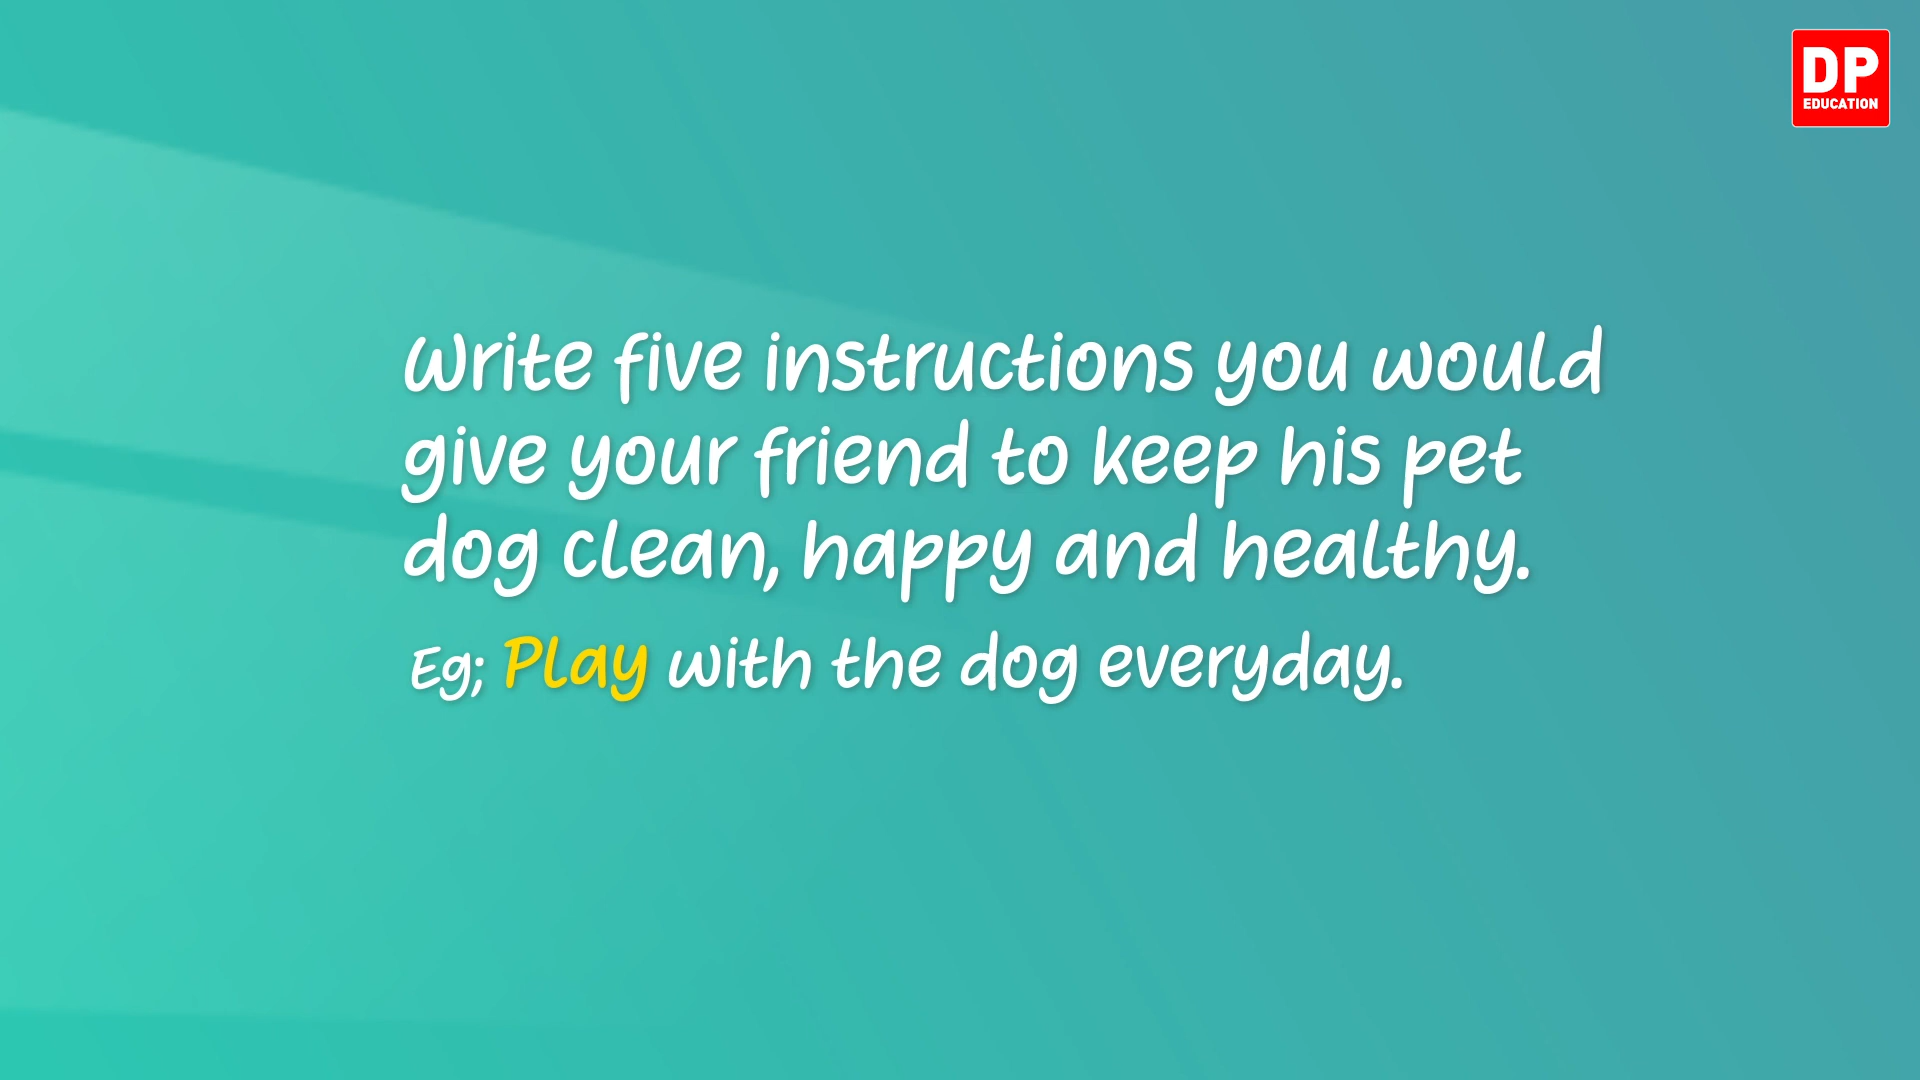 DP
EDUCATION
Write five instructions you would
give your friend to keep his pet
dog clean, happy and healthy.
Eg; Play with the dog everyday.